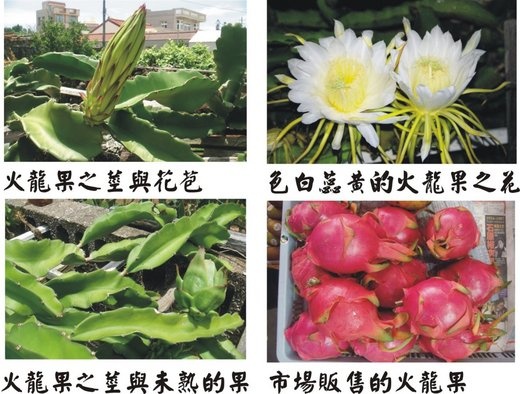 火龍果之莖與花苞
色白蕊黃的火龍果之花
火龍果之莖與未熟的果
市場販售的火龍果